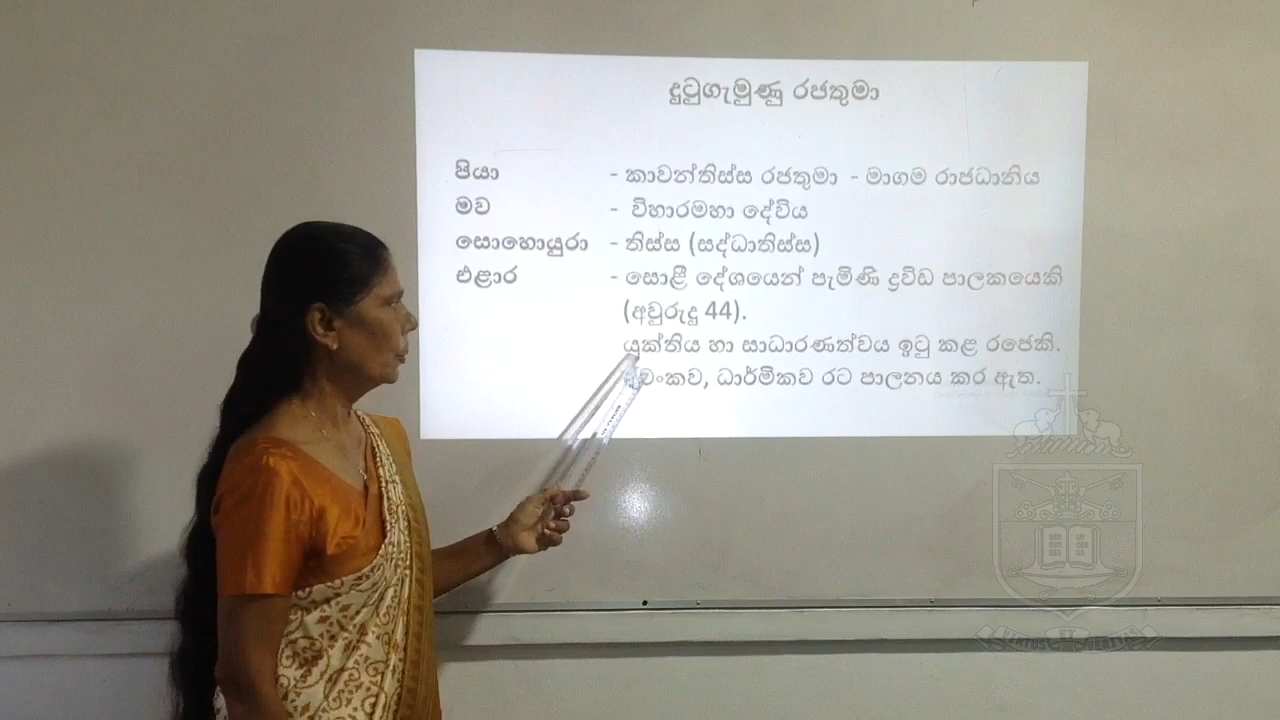 දුටුගැමුණු රජතුමා
පියා - කාවන්තිස්ස රජතුමා - මාගම රාජධානිය
මව - විහාරමහා දේවිය
සොහොයුරා - තිස්ස (සද්ධාතිස්ස)
එළාර - සොළී දේශයෙන් පැමිණි ද්‍රවිඩ පාලකයෙකි
(අවුරුදු 44).
යුක්තිය හා සාධාරණත්වය ඉටු කළ රජෙකි.
ධාර්මිකව රට පාලනය කර ඇත.